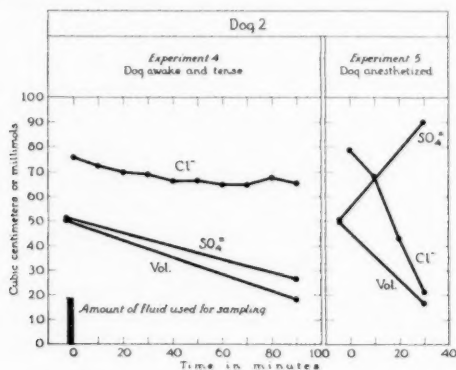 Dog 2
Experiment 4
Dog awake and tense
Experiment 5
Dog anesthetized
Cubic centimeters or millimols
100
90
80
70
60
50
40
30
20
10
0
Cl⁻
SO₄⁼
Vol.
Amount of fluid used for sampling
SO₄⁼
Cl⁻
Vol.
0 20 40 60 80 100
0 10 20 30 40
Time in minutes